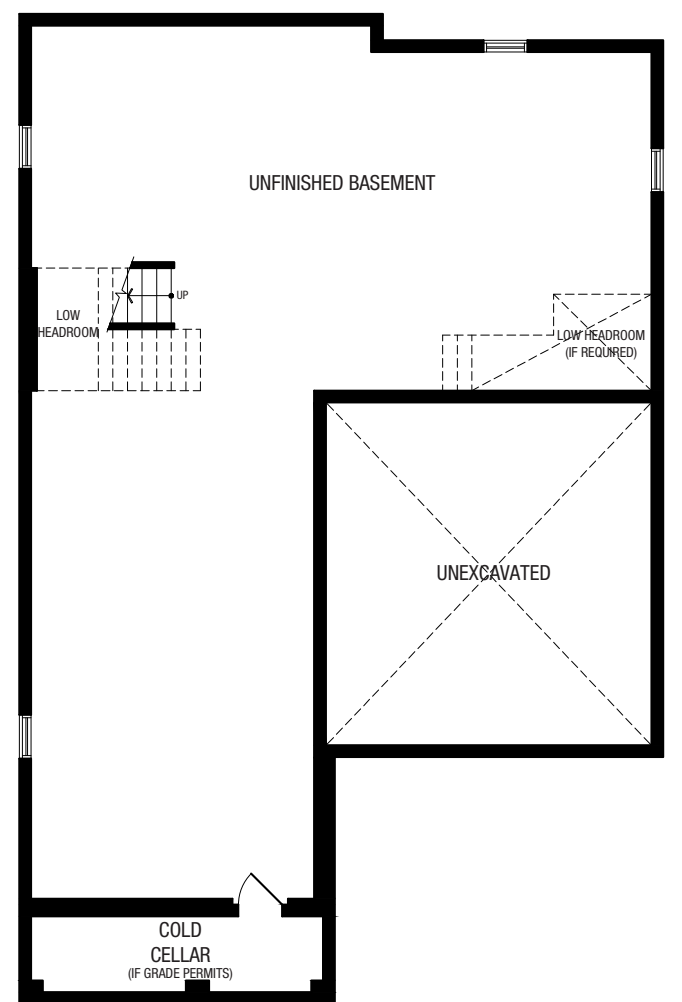 UNFINISHED BASEMENT
UP
LOW
HEADROOM
LOW HEADROOM
(IF REQUIRED)
UNEXCAVATED
COLD
CELLAR
(IF GRADE PERMITS)